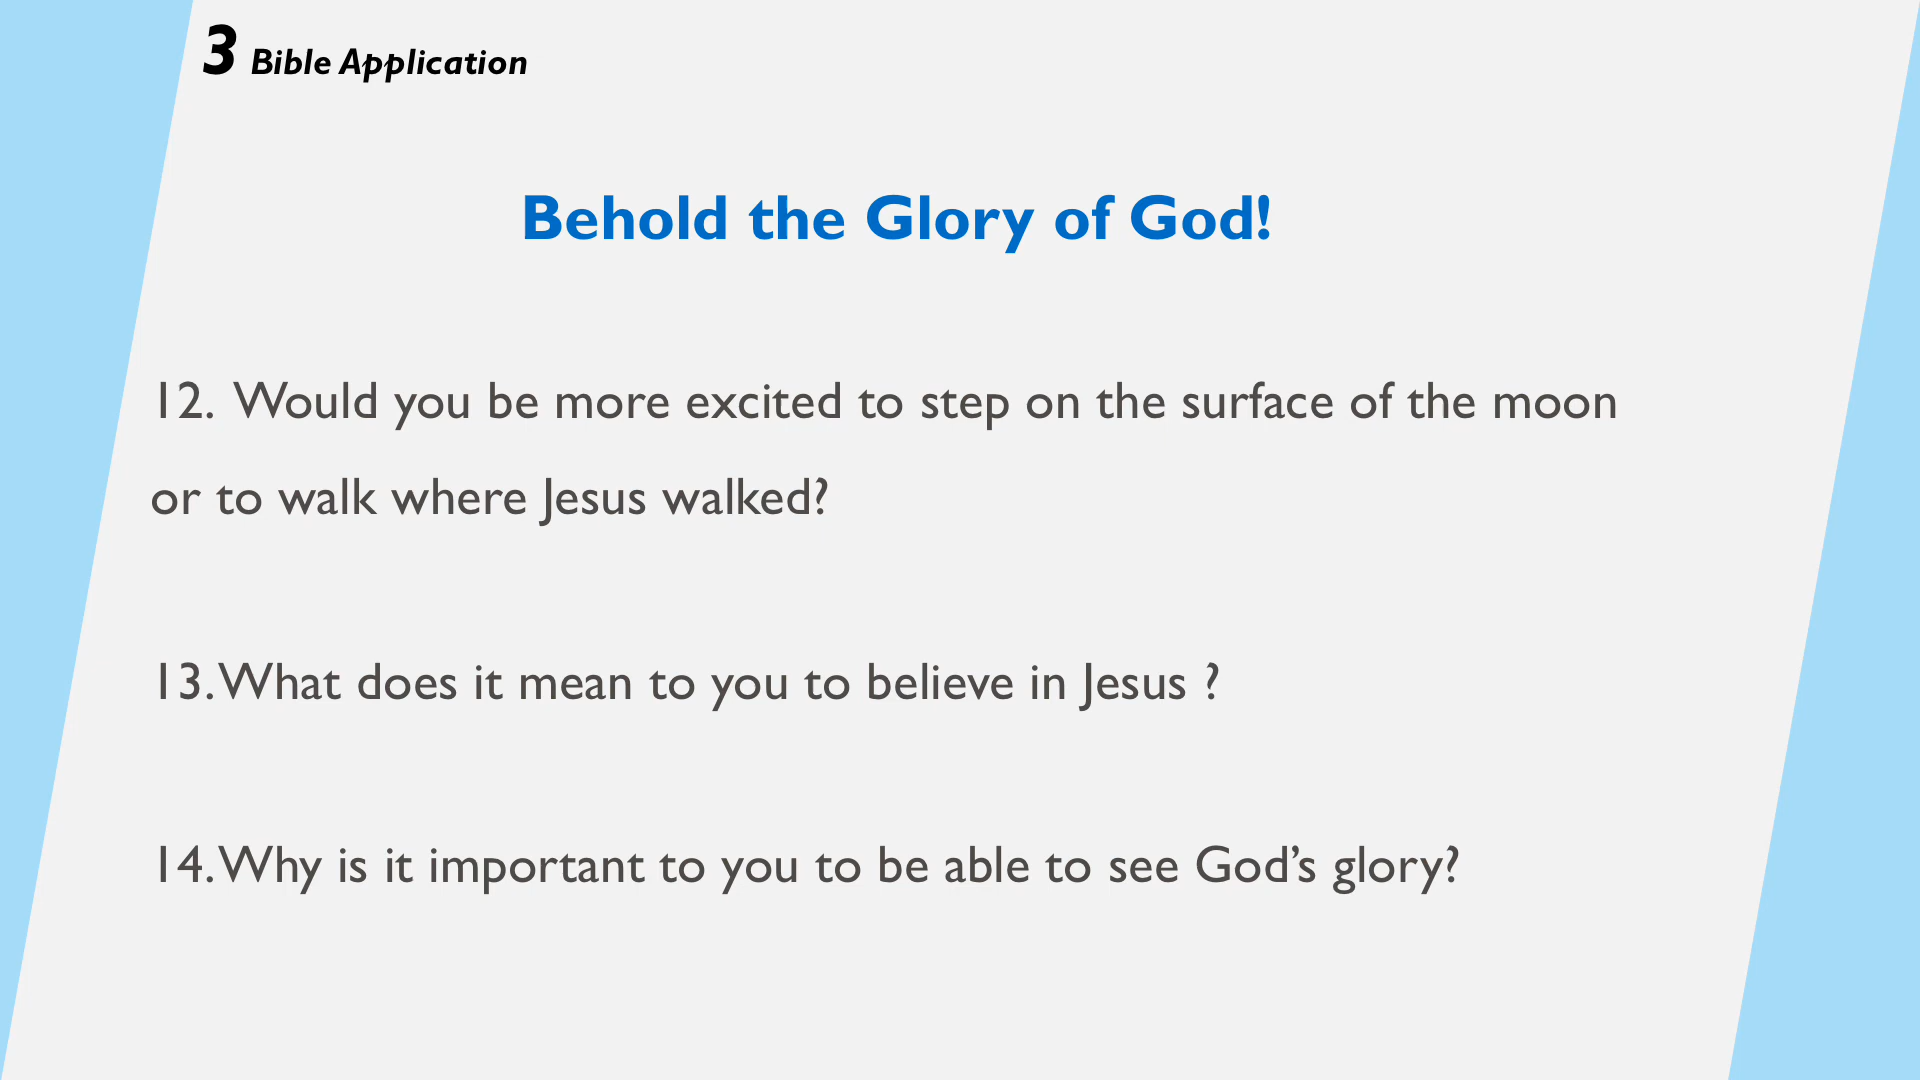 3 Bible Application
Behold the Glory of God!
12. Would you be more excited to step on the surface of the moon
or to walk where Jesus walked?
13. What does it mean to you to believe in Jesus ?
14. Why is it important to you to be able to see God’s glory?